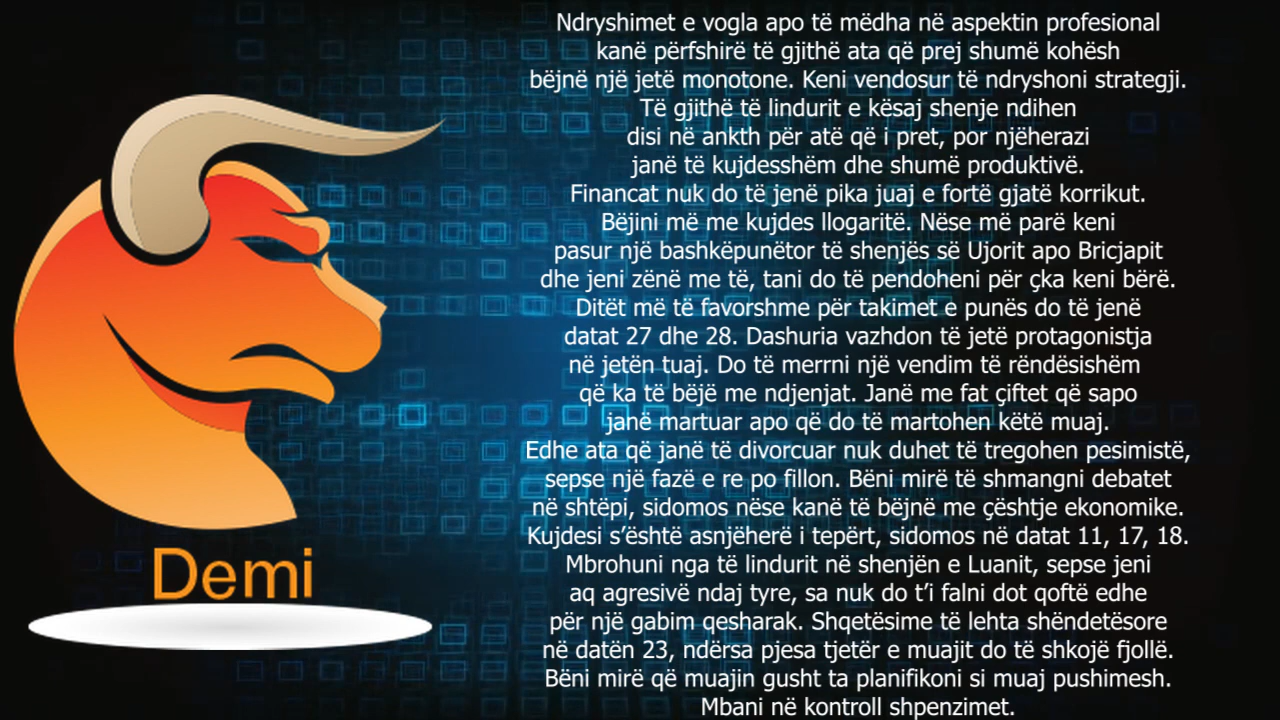 Ndryshimet e vogla apo të mëdha në aspektin profesional
kanë përfshirë të gjithë ata që prej shumë kohësh
bëjnë një jetë monotone. Keni vendosur të ndryshoni strategji.
Të gjithë të lindurit e kësaj shenje ndihen
disi në ankth për atë që i pret, por njëherazi
janë të kujdesshëm dhe shumë produktivë.
Financat nuk do të jenë pika juaj e fortë gjatë korrikut.
Bëjini më me kujdes llogaritë. Nëse më parë keni
pasur një bashkëpunëtor të shenjës së Ujorit apo Bricjapit
dhe jeni zënë me të, tani do të pendoheni për çka keni bërë.
Ditët më të favorshme për takimet e punës do të jenë
datat 27 dhe 28. Dashuria vazhdon të jetë protagonistja
në jetën tuaj. Do të merrni një vendim të rëndësishëm
që ka të bëjë me ndjenjat. Janë me fat çiftet që sapo
janë martuar apo që do të martohen këtë muaj.
Edhe ata që janë të divorcuar nuk duhet të tregohen pesimistë,
sepse një fazë e re po fillon. Bëni mirë të shmangni debatet
në shtëpi, sidomos nëse kanë të bëjnë me çështje ekonomike.
Kujdesi s’është asnjëherë i tepërt, sidomos në datat 11, 17, 18.
Mbrohuni nga të lindurit në shenjën e Luanit, sepse jeni
aq agresivë ndaj tyre, sa nuk do t’i falni dot qoftë edhe
për një gabim qesharak. Shqetësime të lehta shëndetësore
në datën 23, ndërsa pjesa tjetër e muajit do të shkojë fjollë.
Bëni mirë që muajin gusht ta planifikoni si muaj pushimesh.
Mbani në kontroll shpenzimet.
Demi